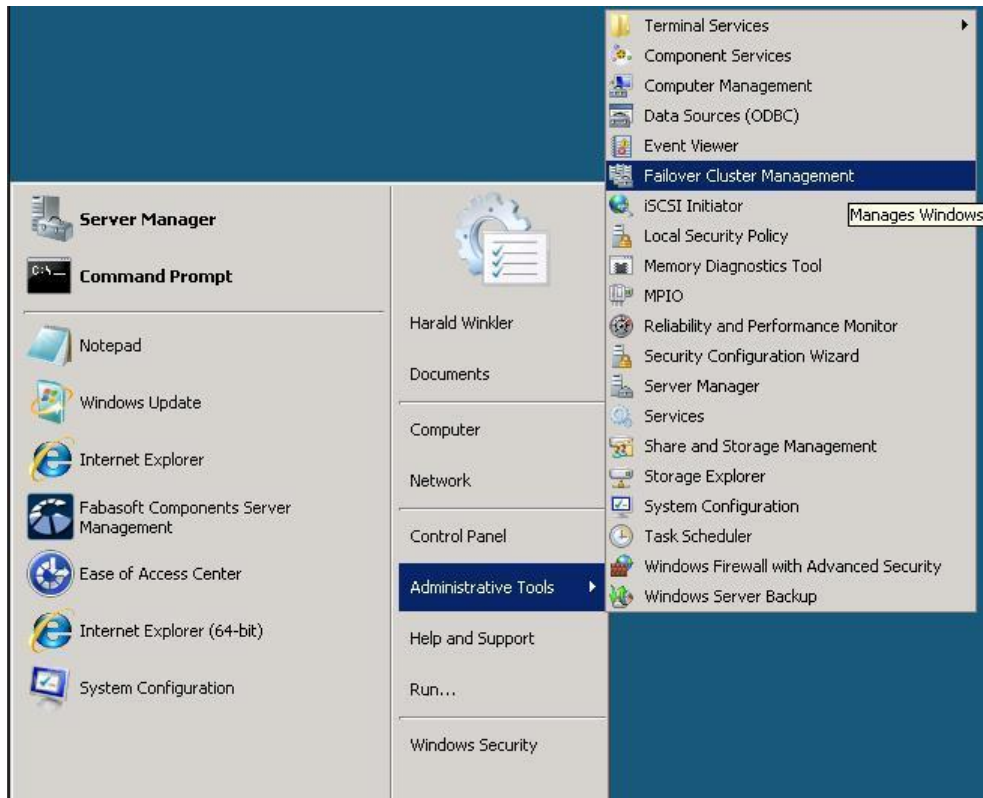 Server Manager
Command Prompt
Notepad
Windows Update
Internet Explorer
Fabasoft Components Server
Management
Ease of Access Center
Internet Explorer (64-bit)
System Configuration
Harald Winkler
Documents
Computer
Network
Control Panel
Administrative Tools
Help and Support
Run...
Windows Security
Terminal Services
Component Services
Computer Management
Data Sources (ODBC)
Event Viewer
Failover Cluster Management
iSCSI Initiator
Manages Windows
Local Security Policy
Memory Diagnostics Tool
MPIO
Reliability and Performance Monitor
Security Configuration Wizard
Server Manager
Services
Share and Storage Management
Storage Explorer
System Configuration
Task Scheduler
Windows Firewall with Advanced Security
Windows Server Backup